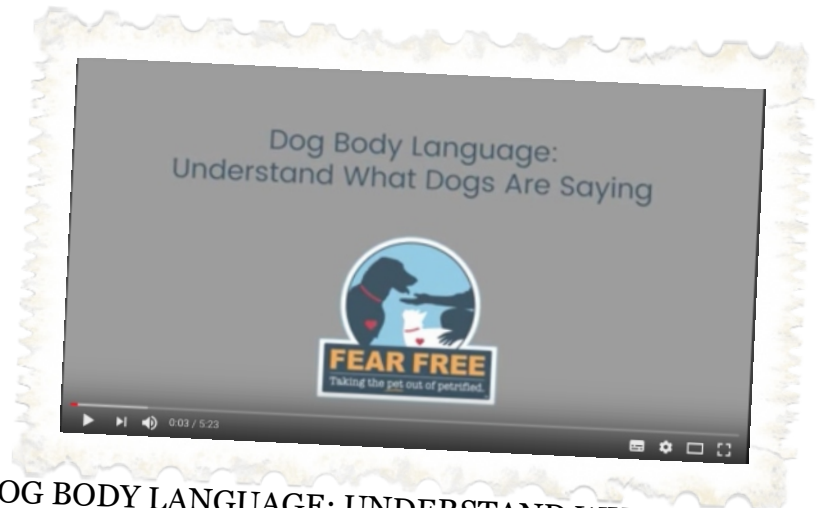 Dog Body Language:
Understand What Dogs Are Saying
FEAR FREE
Taking the pet out of petrified.
0:03 / 5:23
OG BODY LANGUAGE: UNDERSTAND